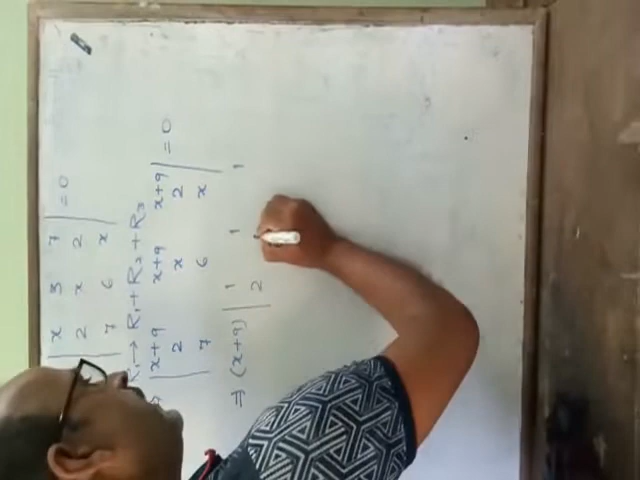 | x 3 7 | = 0
| 2 x 2 |
| 7 6 x |
→ R₁+R₂+R₃
| x+9 x+9 x+9 | = 0
| 2 x 2 |
| 7 6 x |
⇒ (x+9) | 1 1 1
| 2